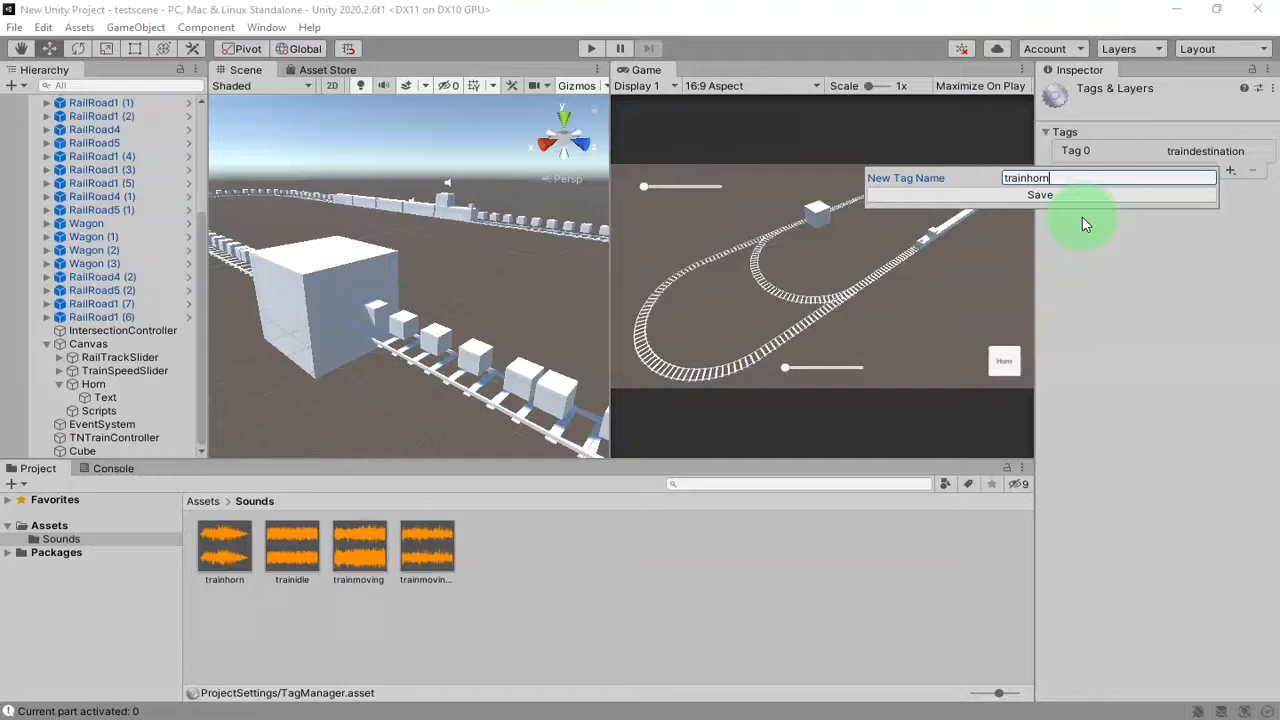 New Unity Project - testscene - PC, Mac & Linux Standalone - Unity 2020.2.6f1 <DX11 on DX10 GPU>
File Edit Assets GameObject Component Window Help
Pivot Global Account Layers Layout
Hierarchy
All
RailRoad1 (1)
RailRoad1 (2)
RailRoad4
RailRoad5
RailRoad1 (4)
RailRoad1 (3)
RailRoad1 (5)
RailRoad4 (1)
RailRoad5 (1)
Wagon
Wagon (1)
Wagon (2)
Wagon (3)
RailRoad4 (2)
RailRoad5 (2)
RailRoad1 (7)
RailRoad1 (6)
IntersectionController
Canvas
RailTrackSlider
TrainSpeedSlider
Horn
Text
Scripts
EventSystem
TNTrainController
Cube
Scene Asset Store
Shaded 2D 0 Gizmos
y
x
z
Persp
Game
Display 1 16:9 Aspect Scale 1x Maximize On Play
Horn
Inspector
Tags & Layers
Tags
Tag 0 traindestination
New Tag Name trainhorn
Save
Project Console
9
Favorites
Assets
Sounds
Packages
Assets > Sounds
trainhorn trainidle trainmoving trainmovin...
ProjectSettings/TagManager.asset
Current part activated: 0